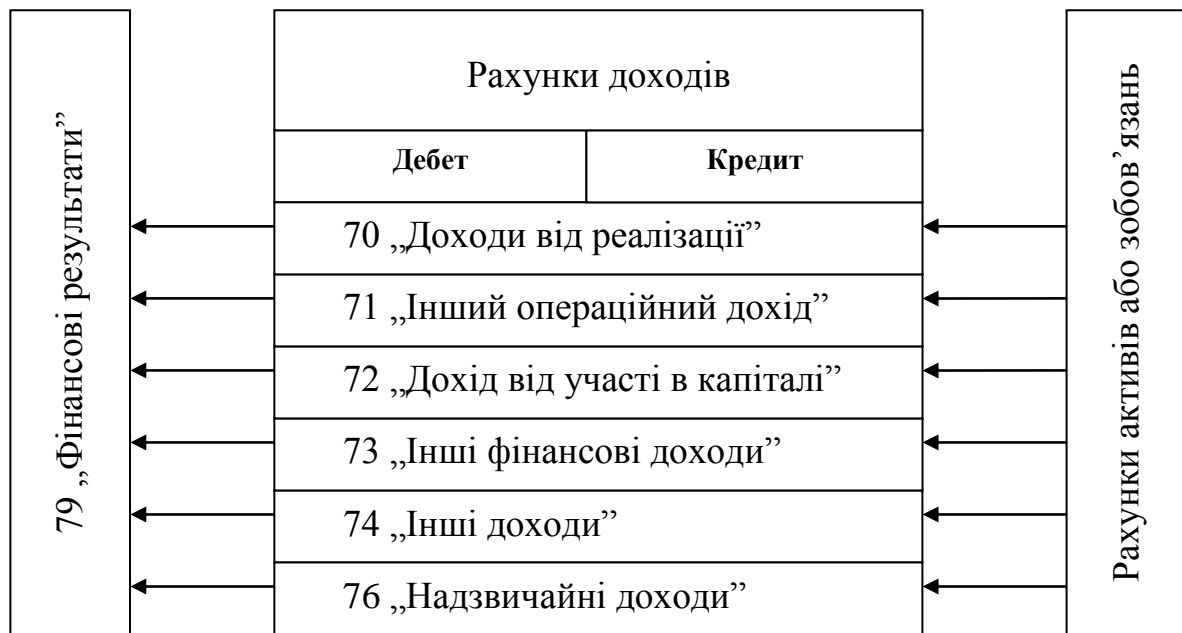 79 „Фінансові результати”
Рахунки доходів
Дебет
Кредит
70 „Доходи від реалізації”
71 „Інший операційний дохід”
72 „Дохід від участі в капіталі”
73 „Інші фінансові доходи”
74 „Інші доходи”
76 „Надзвичайні доходи”
Рахунки активів або зобов’язань